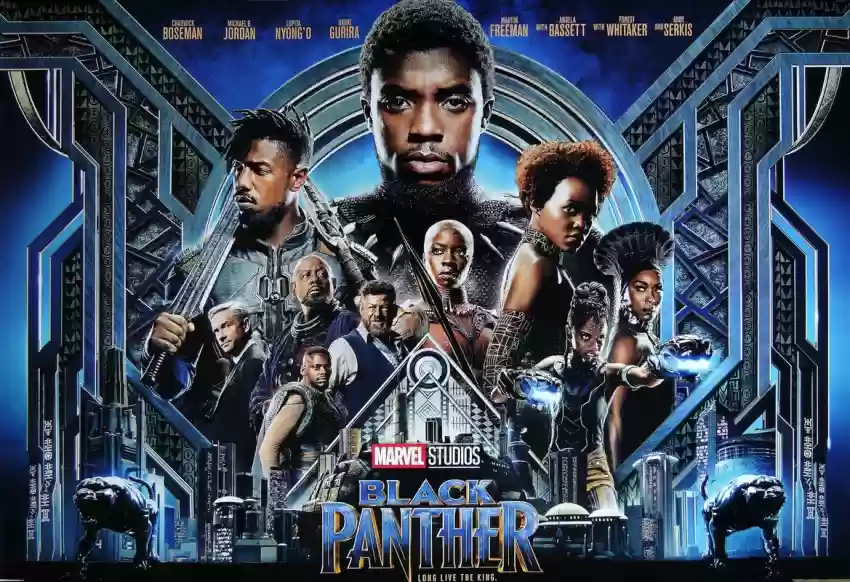 CHADWICK BOSEMAN
MICHAEL B. JORDAN
LUPITA NYONG'O
DANAI GURIRA
MARTIN FREEMAN
WITH ANGELA BASSETT
WITH FOREST WHITAKER
AND ANDY SERKIS
MARVEL STUDIOS
BLACK
PANTHER
LONG LIVE THE KING.